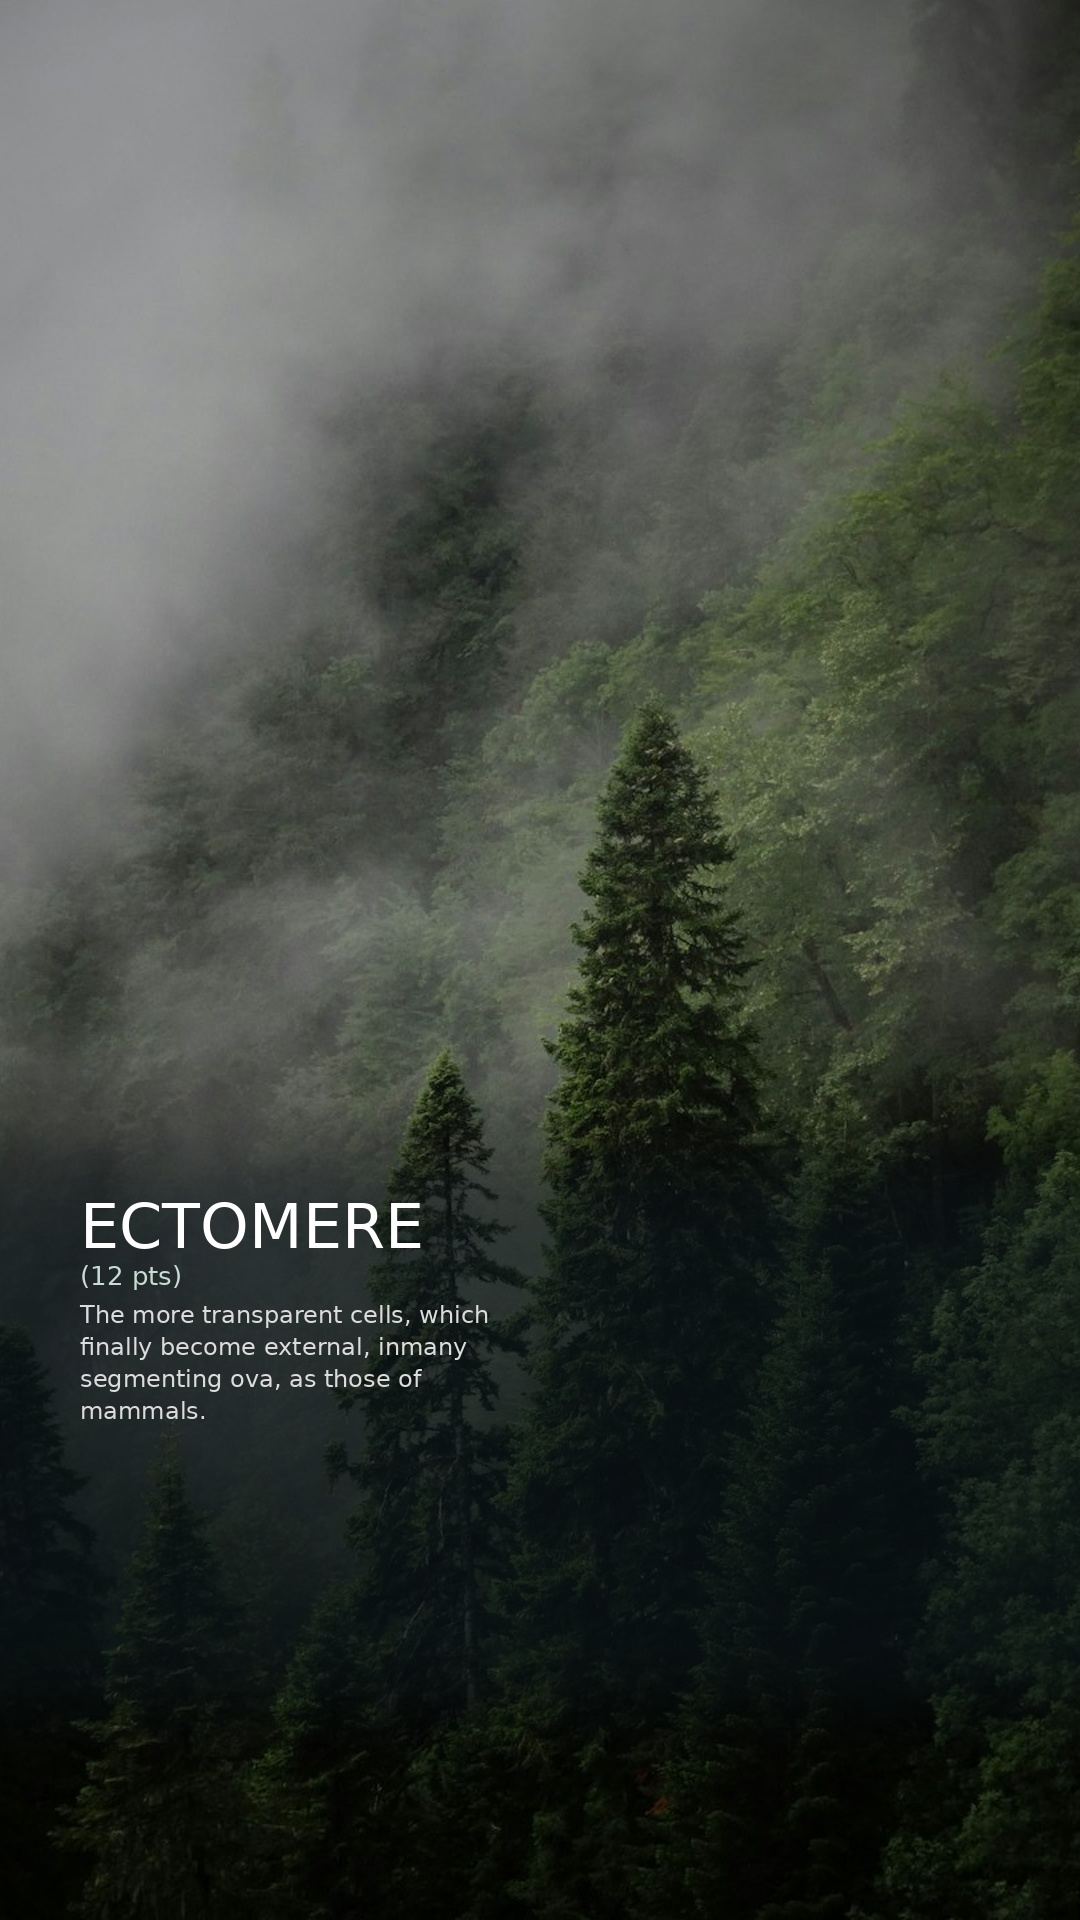 ECTOMERE
(12 pts)
The more transparent cells, which
finally become external, inmany
segmenting ova, as those of
mammals.